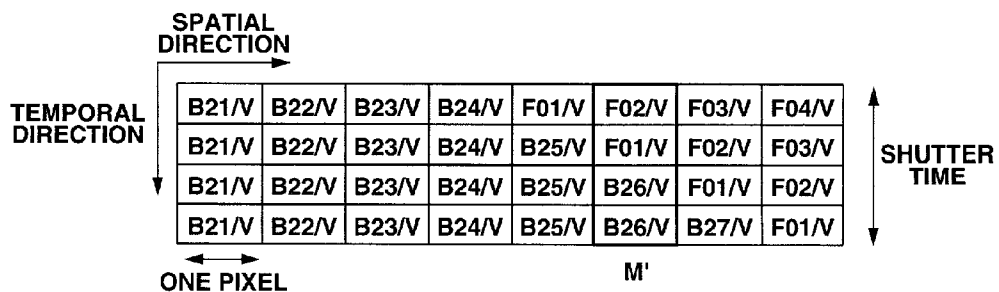 SPATIAL
DIRECTION
TEMPORAL
DIRECTION
B21/V B22/V B23/V B24/V F01/V F02/V F03/V F04/V
B21/V B22/V B23/V B24/V B25/V F01/V F02/V F03/V
B21/V B22/V B23/V B24/V B25/V B26/V F01/V F02/V
B21/V B22/V B23/V B24/V B25/V B26/V B27/V F01/V
SHUTTER
TIME
ONE PIXEL
M'